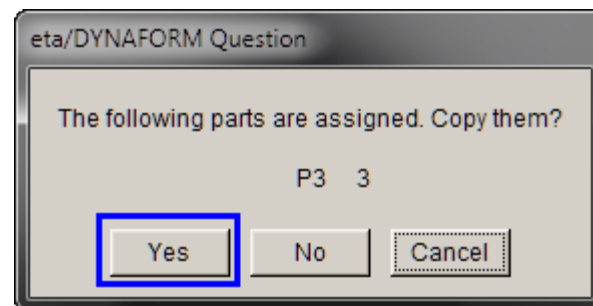 eta/DYNAFORM Question
The following parts are assigned. Copy them?
P3 3
Yes No Cancel